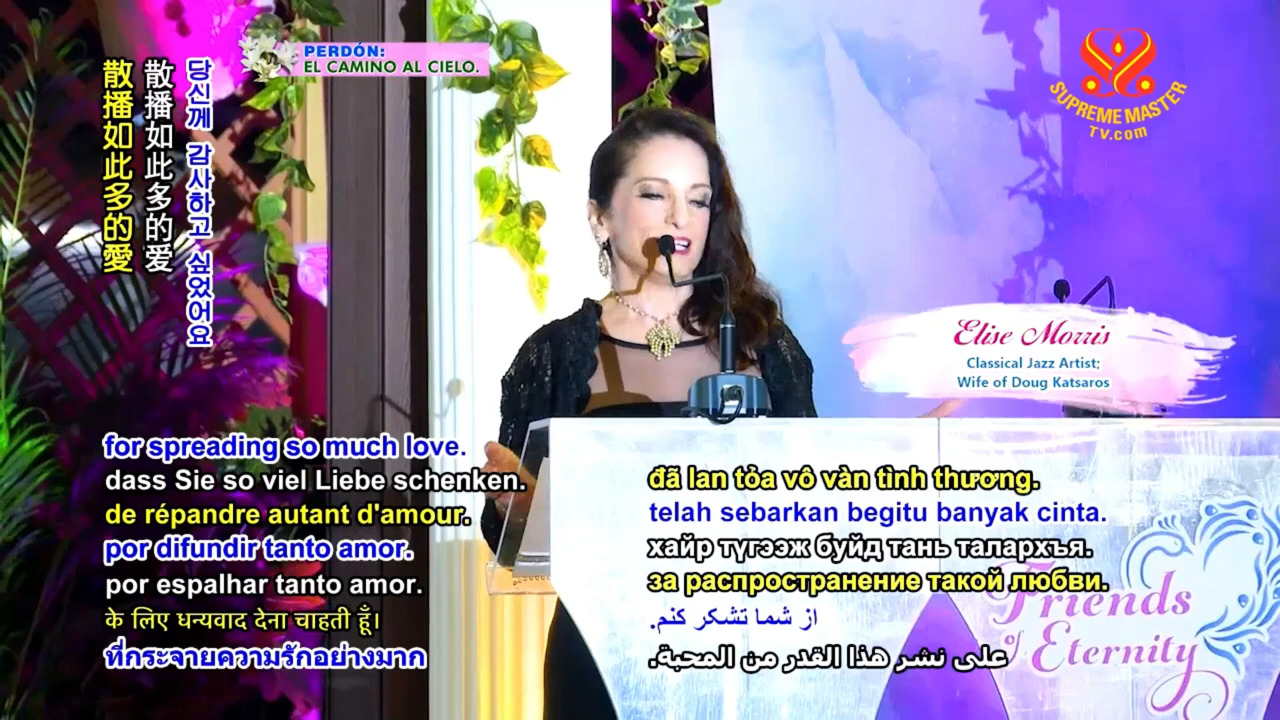 PERDÓN:
EL CAMINO AL CIELO.
SUPREME MASTER
TV.com
당신께 감사하고 싶었어요
散播如此多的爱
散播如此多的愛
Elise Morris
Classical Jazz Artist;
Wife of Doug Katsaros
for spreading so much love.
dass Sie so viel Liebe schenken.
de répandre autant d'amour.
por difundir tanto amor.
por espalhar tanto amor.
के लिए धन्यवाद देना चाहती हूँ।
ที่กระจายความรักอย่างมาก
đã lan tỏa vô vàn tình thương.
telah sebarkan begitu banyak cinta.
хайр түгээж буйд тань талархъя.
за распространение такой любви.
از شما تشکر کنم.
على نشر هذا القدر من المحبة.
Friends
of Eternity